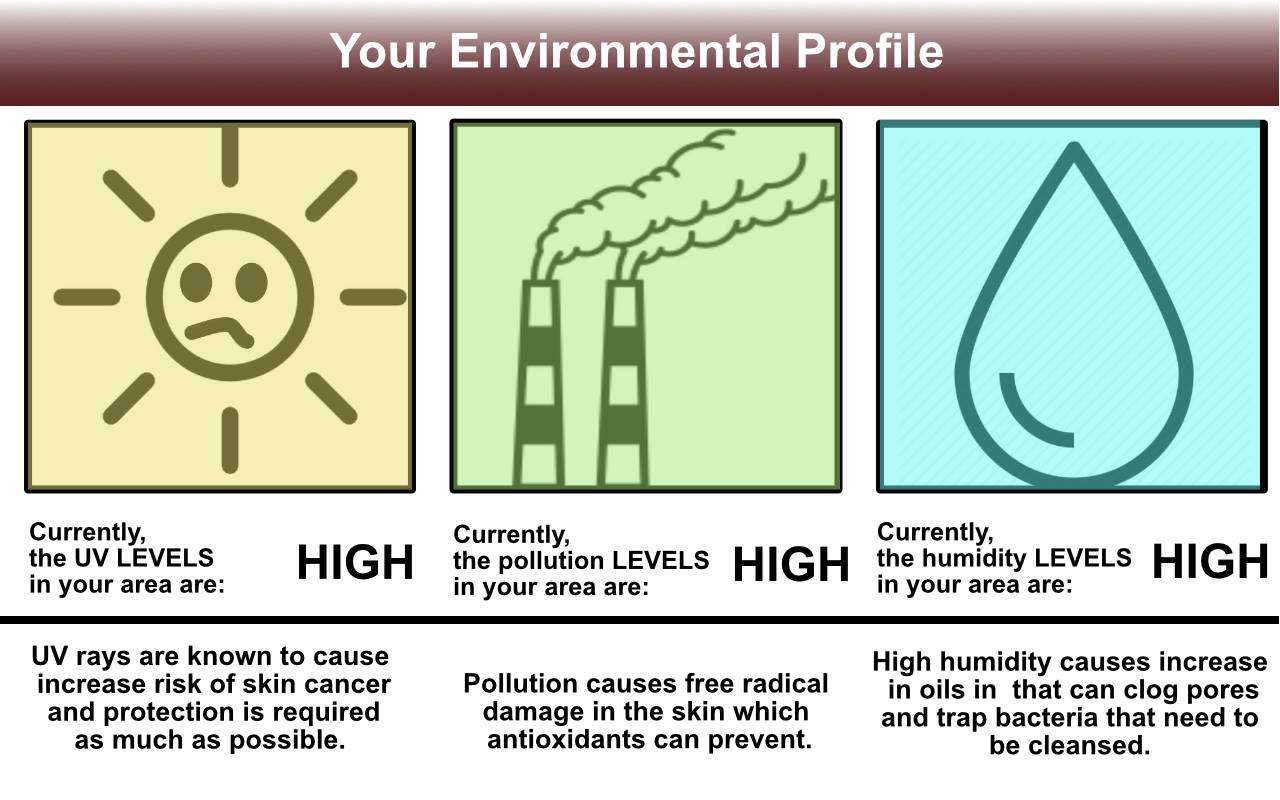 Your Environmental Profile
Currently,
the UV LEVELS
in your area are:
HIGH
Currently,
the pollution LEVELS
in your area are:
HIGH
Currently,
the humidity LEVELS
in your area are:
HIGH
UV rays are known to cause
increase risk of skin cancer
and protection is required
as much as possible.
Pollution causes free radical
damage in the skin which
antioxidants can prevent.
High humidity causes increase
in oils in  that can clog pores
and trap bacteria that need to
be cleansed.